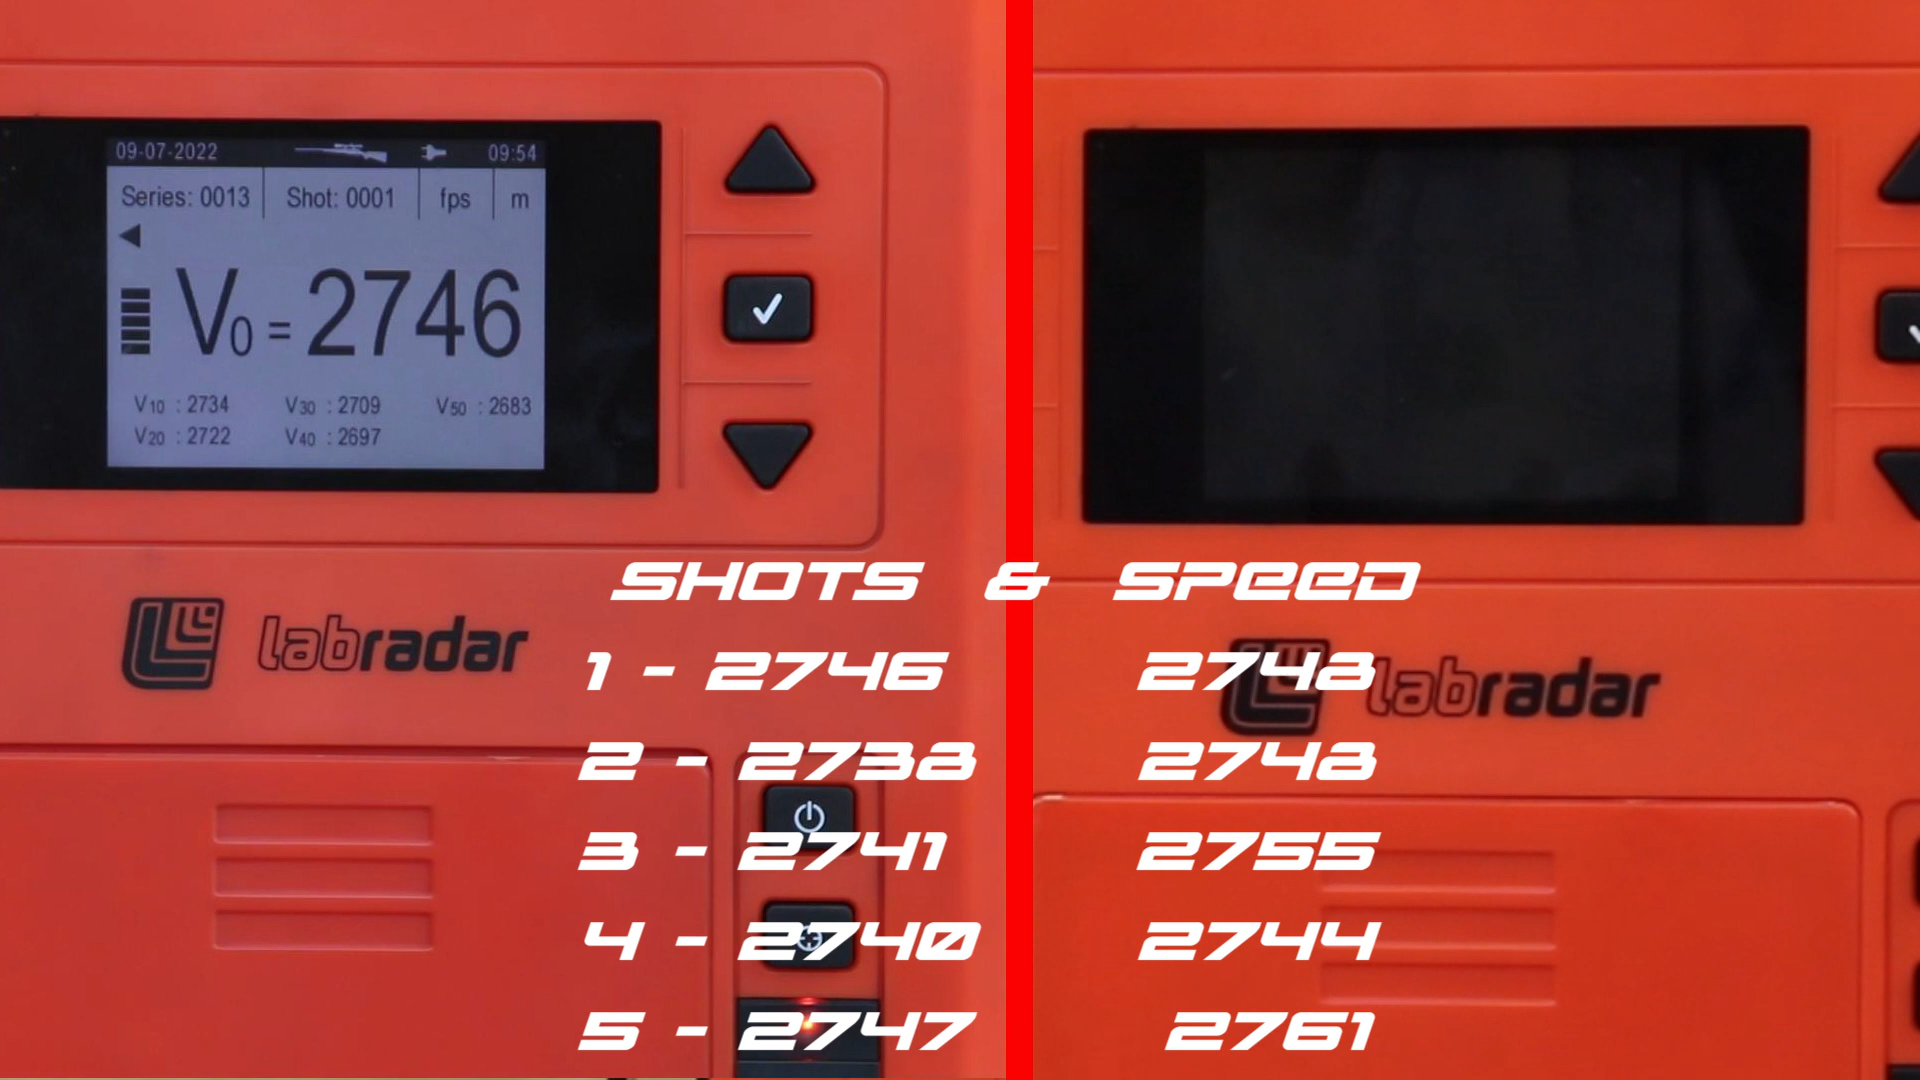 09-07-2022 09:54
Series: 0013 Shot: 0001 fps m
V0 = 2746
V10 : 2734 V30 : 2709 V50 : 2683
V20 : 2722 V40 : 2697
labradar
labradar
SHOTS & SPEED
1 - 2746 2748
2 - 2738 2748
3 - 2741 2755
4 - 2740 2744
5 - 2747 2761